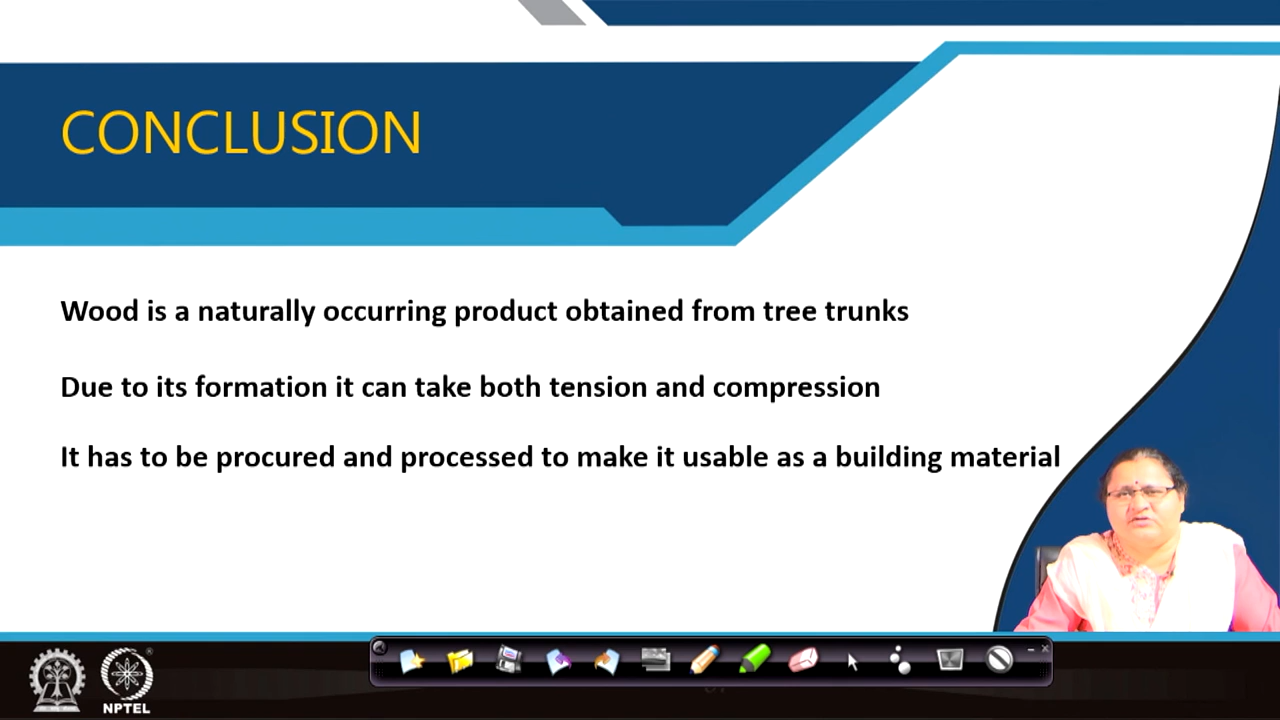 CONCLUSION
Wood is a naturally occurring product obtained from tree trunks
Due to its formation it can take both tension and compression
It has to be procured and processed to make it usable as a building material
NPTEL